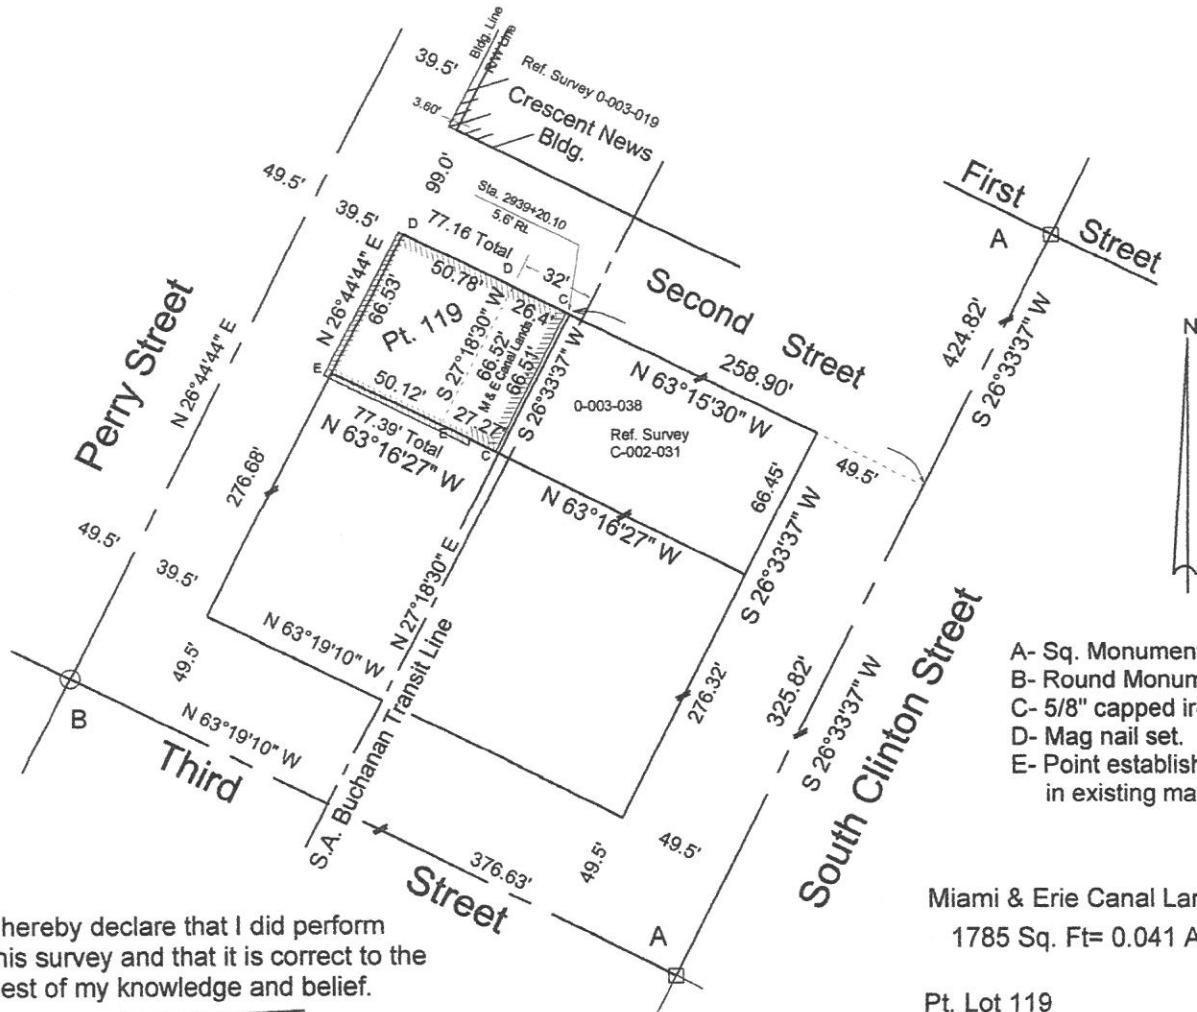 Bldg. Line
R/W Line
39.5'
Ref. Survey 0-003-019
Crescent News
Bldg.
3.60'
49.5'
99.0'
39.5'
Sta. 2939+20.10
5.6' Rt.
D
77.16 Total
D
32'
C
First
Street
A
N
Second Street
424.82'
S 26°33'37" W
N 26°44'44" E
66.53'
50.78'
26.4'
Pt. 119
S 27°18'30" W
66.52'
M & E Canal Lands
66.51'
S 26°33'37" W
258.90'
N 63°15'30" W
Perry Street
N 26°44'44" E
E
50.12'
27.27'
E
C
77.39' Total
N 63°16'27" W
0-003-038
Ref. Survey
C-002-031
49.5'
66.45'
S 26°33'37" W
N 63°16'27" W
276.68'
49.5'
39.5'
N 27°18'30" E
N 63°19'10" W
49.5'
B
N 63°19'10" W
Third
Street
S.A. Buchanan Transit Line
276.32'
325.82'
S 26°33'37" W
South Clinton Street
376.63'
49.5'
49.5'
A
A- Sq. Monumen
B- Round Monum
C- 5/8" capped ir
D- Mag nail set.
E- Point establish
in existing ma
Miami & Erie Canal Lan
1785 Sq. Ft= 0.041 A
Pt. Lot 119
hereby declare that I did perform
his survey and that it is correct to the
est of my knowledge and belief.